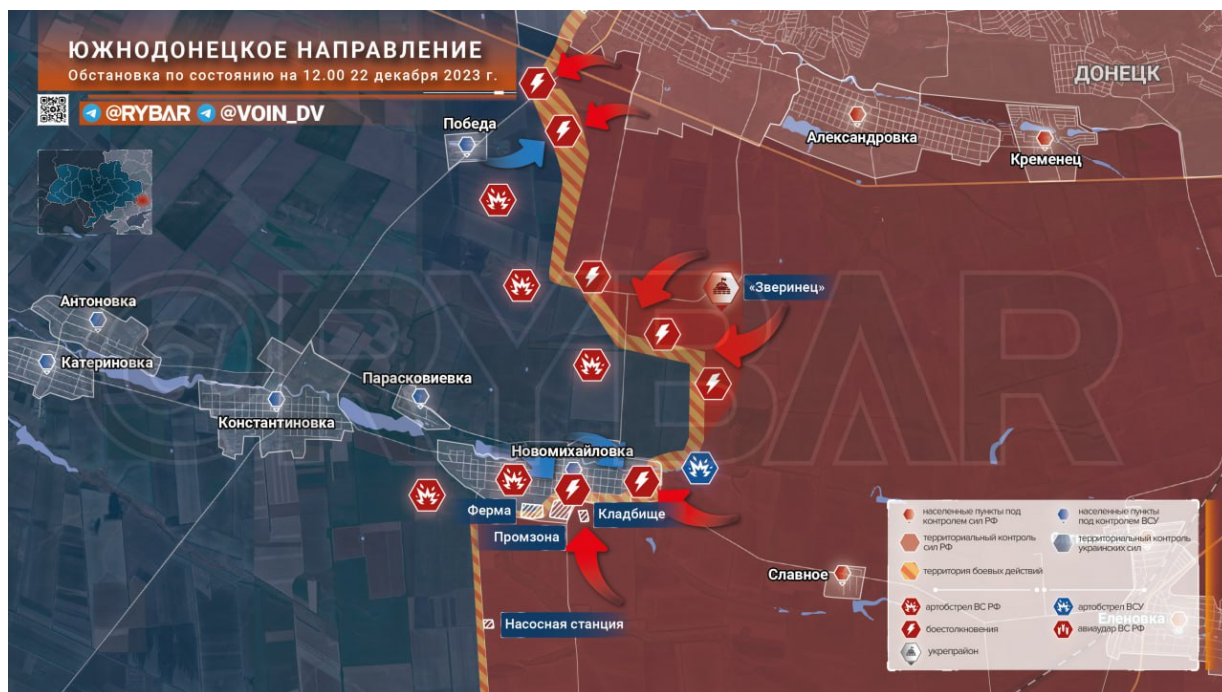 ЮЖНОДОНЕЦКОЕ НАПРАВЛЕНИЕ
Обстановка по состоянию на 12.00 22 декабря 2023 г.
@RYBAR @VOIN_DV
ДОНЕЦК
Победа
Александровка
Кременец
«Зверинец»
@RYBAR
Антоновка
Катериновка
Парасковиевка
Константиновка
Новомихайловка
Ферма
Кладбище
Промзона
Славное
Насосная станция
Еленовка
населенные пункты под
контролем сил РФ
населенные пункты
под контролем ВСУ
территориальный контроль
сил РФ
территориальный контроль
украинских сил
территория боевых действий
артобстрел ВС РФ
артобстрел ВСУ
боестолкновения
авиаудар ВС РФ
укрепрайон